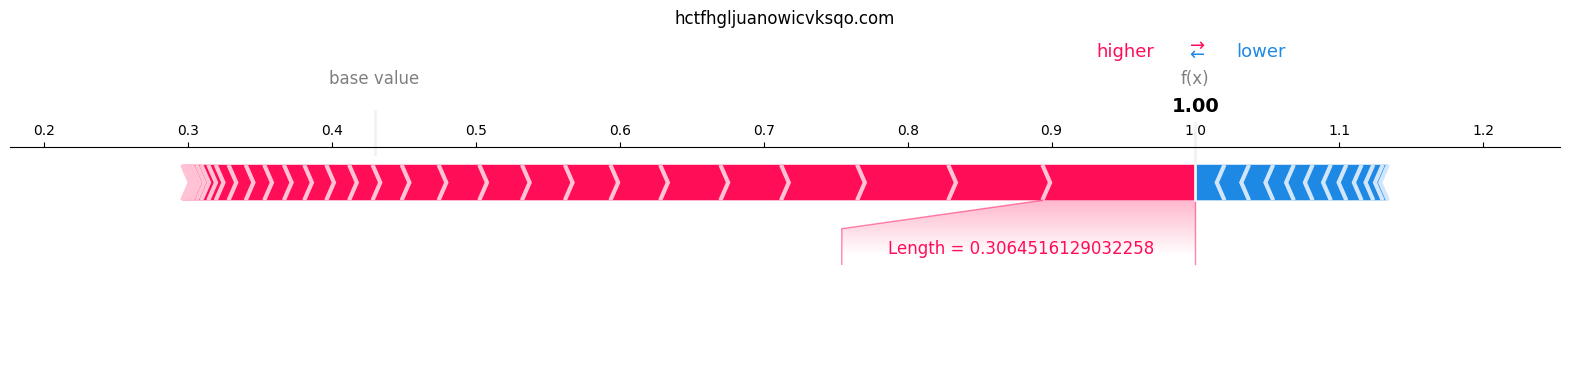 hctfhgljuanowicvksqo.com
higher ⇄ lower
base value f(x)
1.00
0.2 0.3 0.4 0.5 0.6 0.7 0.8 0.9 1.0 1.1 1.2
Length = 0.3064516129032258